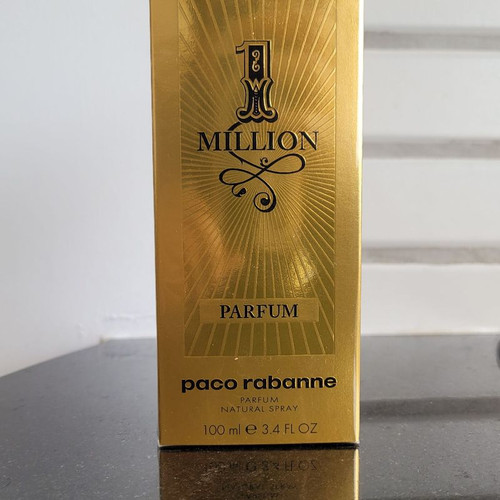 1
MILLION
PARFUM
paco rabanne
PARFUM
NATURAL SPRAY
100 ml e 3.4 FL OZ